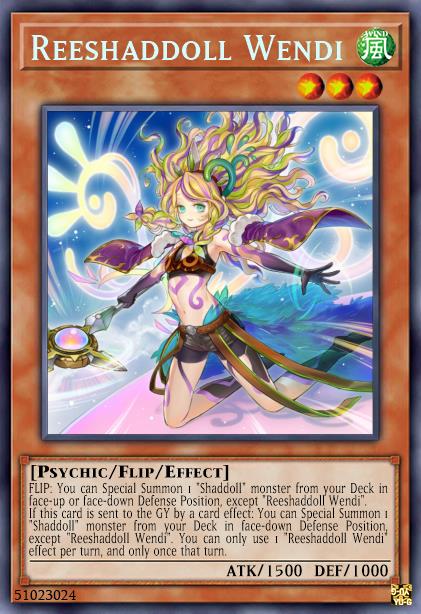 REESHADDOLL WENDI
WIND
風
[PSYCHIC/FLIP/EFFECT]
FLIP: You can Special Summon 1 "Shaddoll" monster from your Deck in
face-up or face-down Defense Position, except "Reeshaddoll Wendi".
If this card is sent to the GY by a card effect: You can Special Summon 1
"Shaddoll" monster from your Deck in face-down Defense Position,
except "Reeshaddoll Wendi". You can only use 1 "Reeshaddoll Wendi"
effect per turn, and only once that turn.
ATK/1500 DEF/1000
51023024